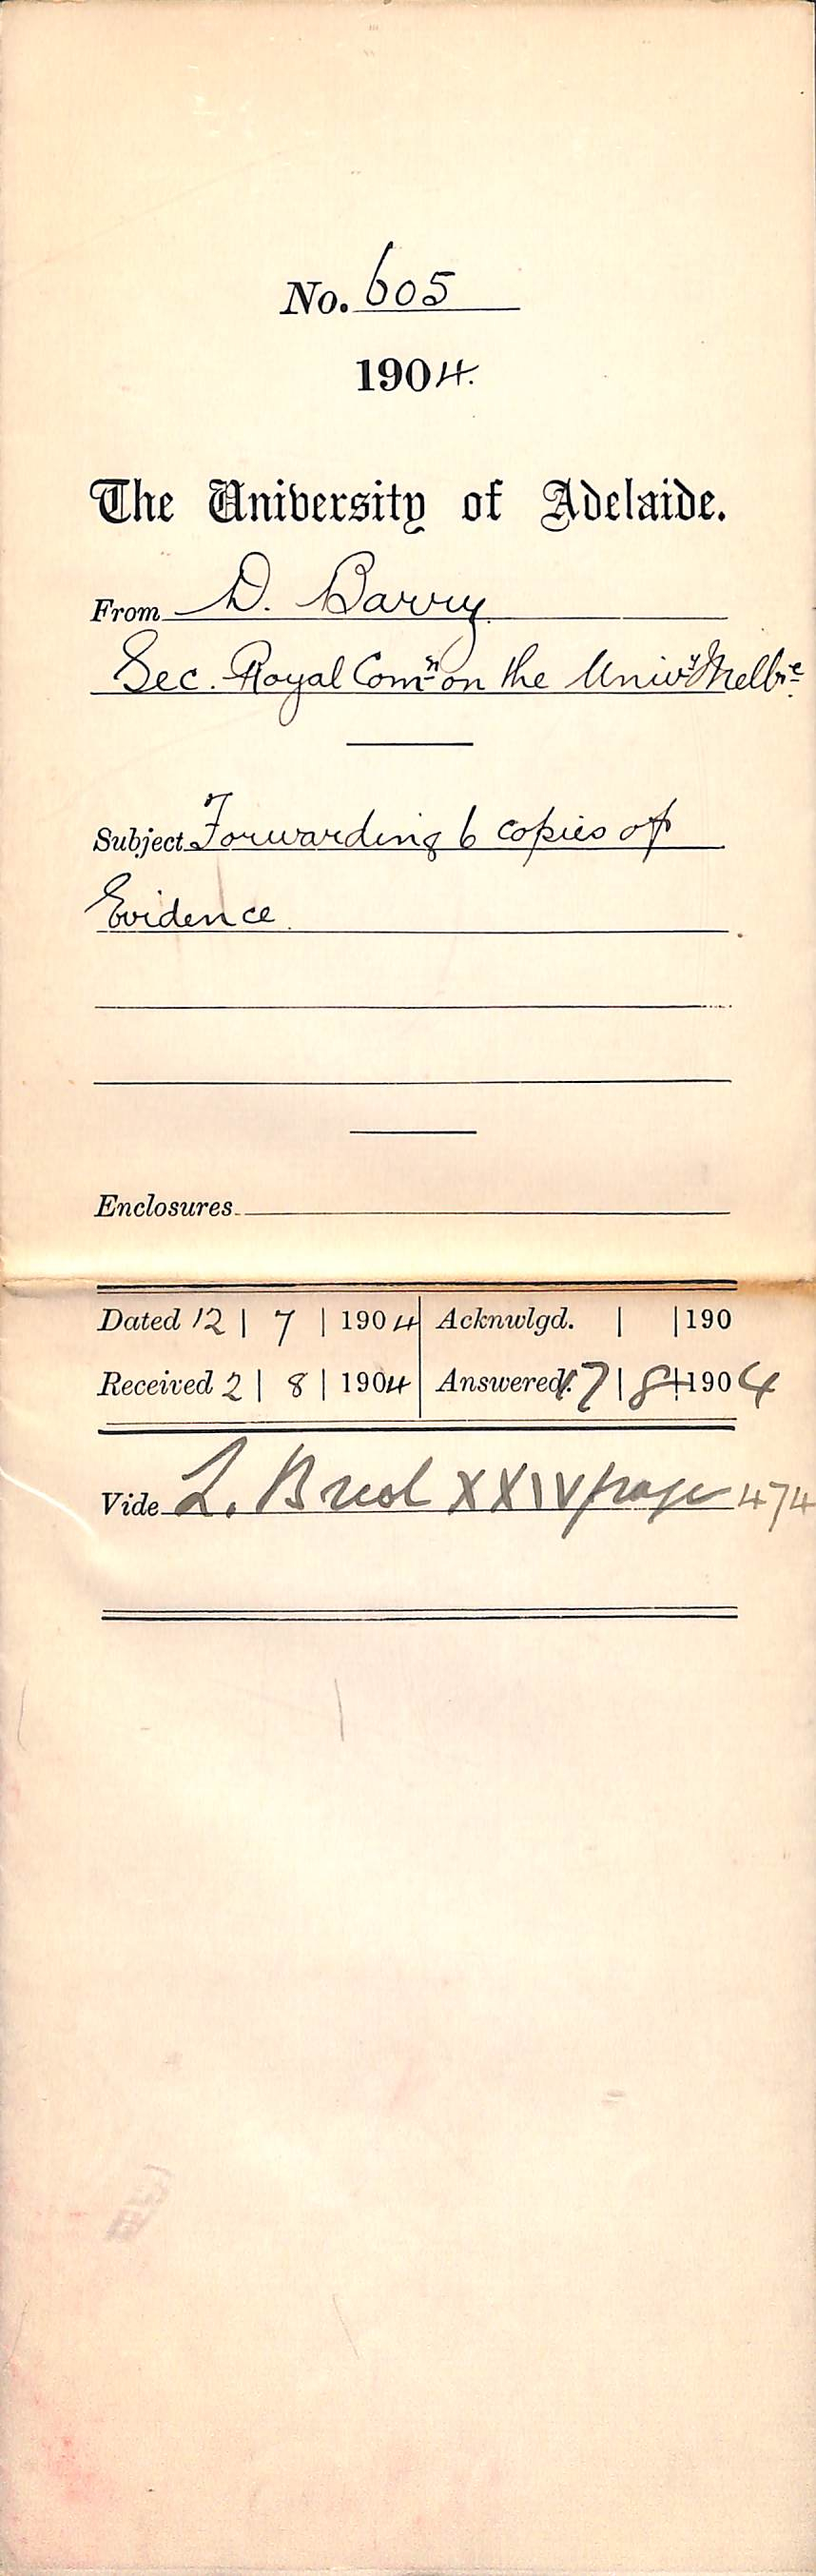 No. 605
1904.
The University of Adelaide.
From D. Barry
Sec. Royal Comn on the Univy Melbne.
Subject Forwarding 6 copies of
Evidence.
Enclosures
Dated 12 | 7 | 1904 Acknwlgd. | | 190
Received 2 | 8 | 1904 Answered. 17 | 8 | 1904
Vide L. Book XXIV page 474